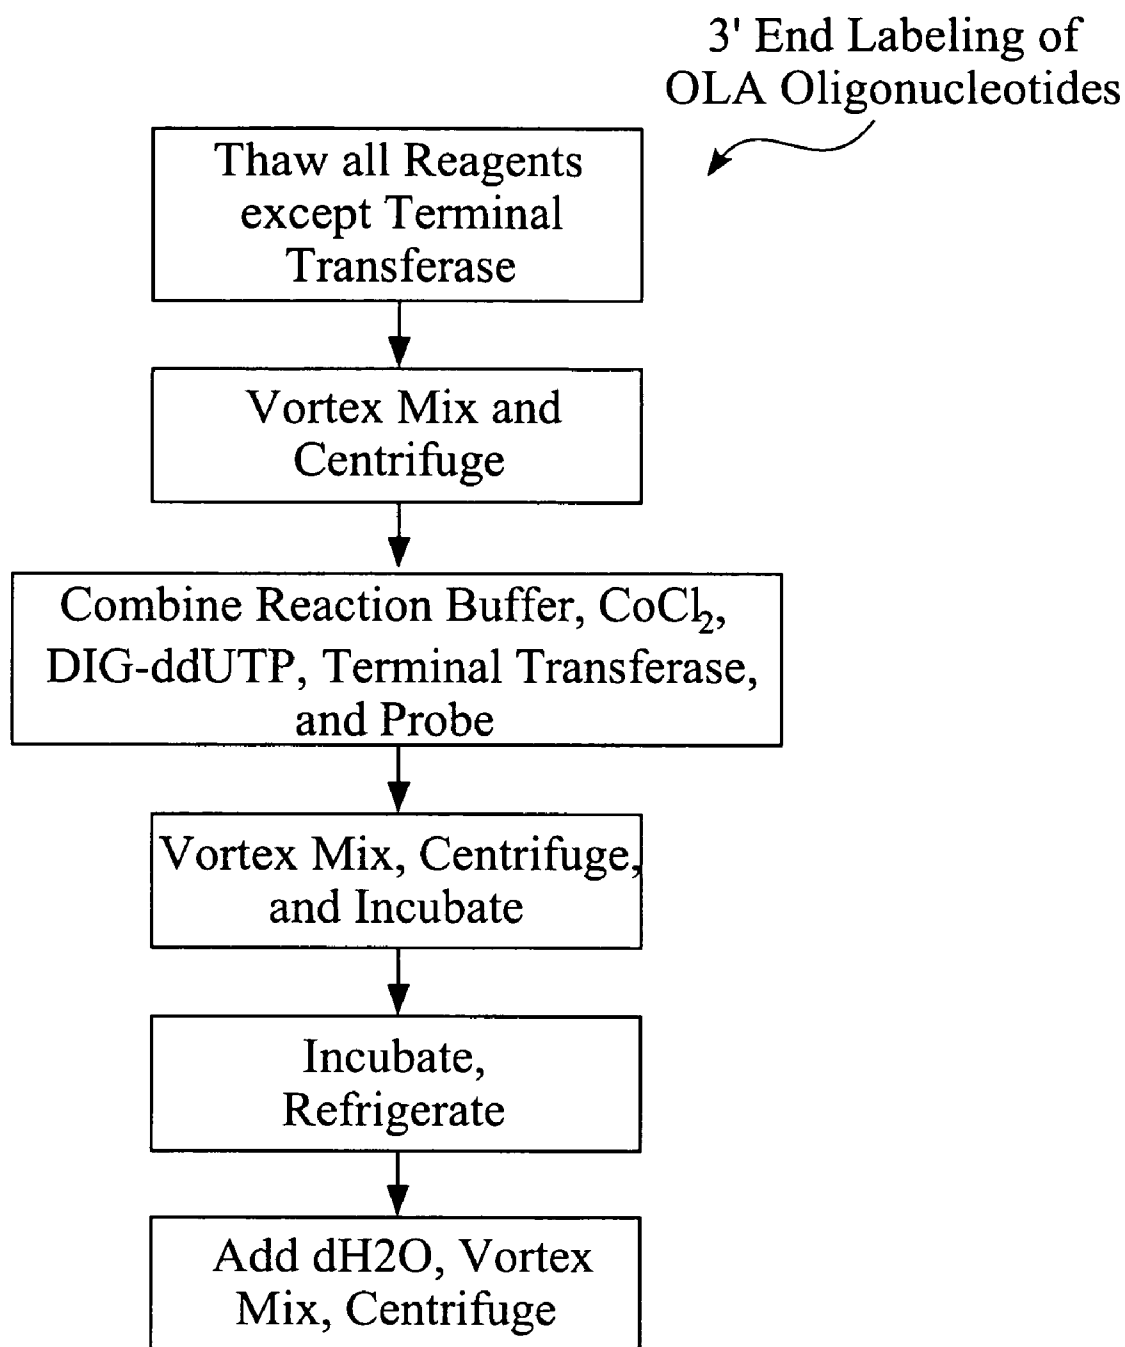 3' End Labeling of
OLA Oligonucleotides
Thaw all Reagents
except Terminal
Transferase
Vortex Mix and
Centrifuge
Combine Reaction Buffer, CoCl₂,
DIG-ddUTP, Terminal Transferase,
and Probe
Vortex Mix, Centrifuge,
and Incubate
Incubate,
Refrigerate
Add dH2O, Vortex
Mix, Centrifuge